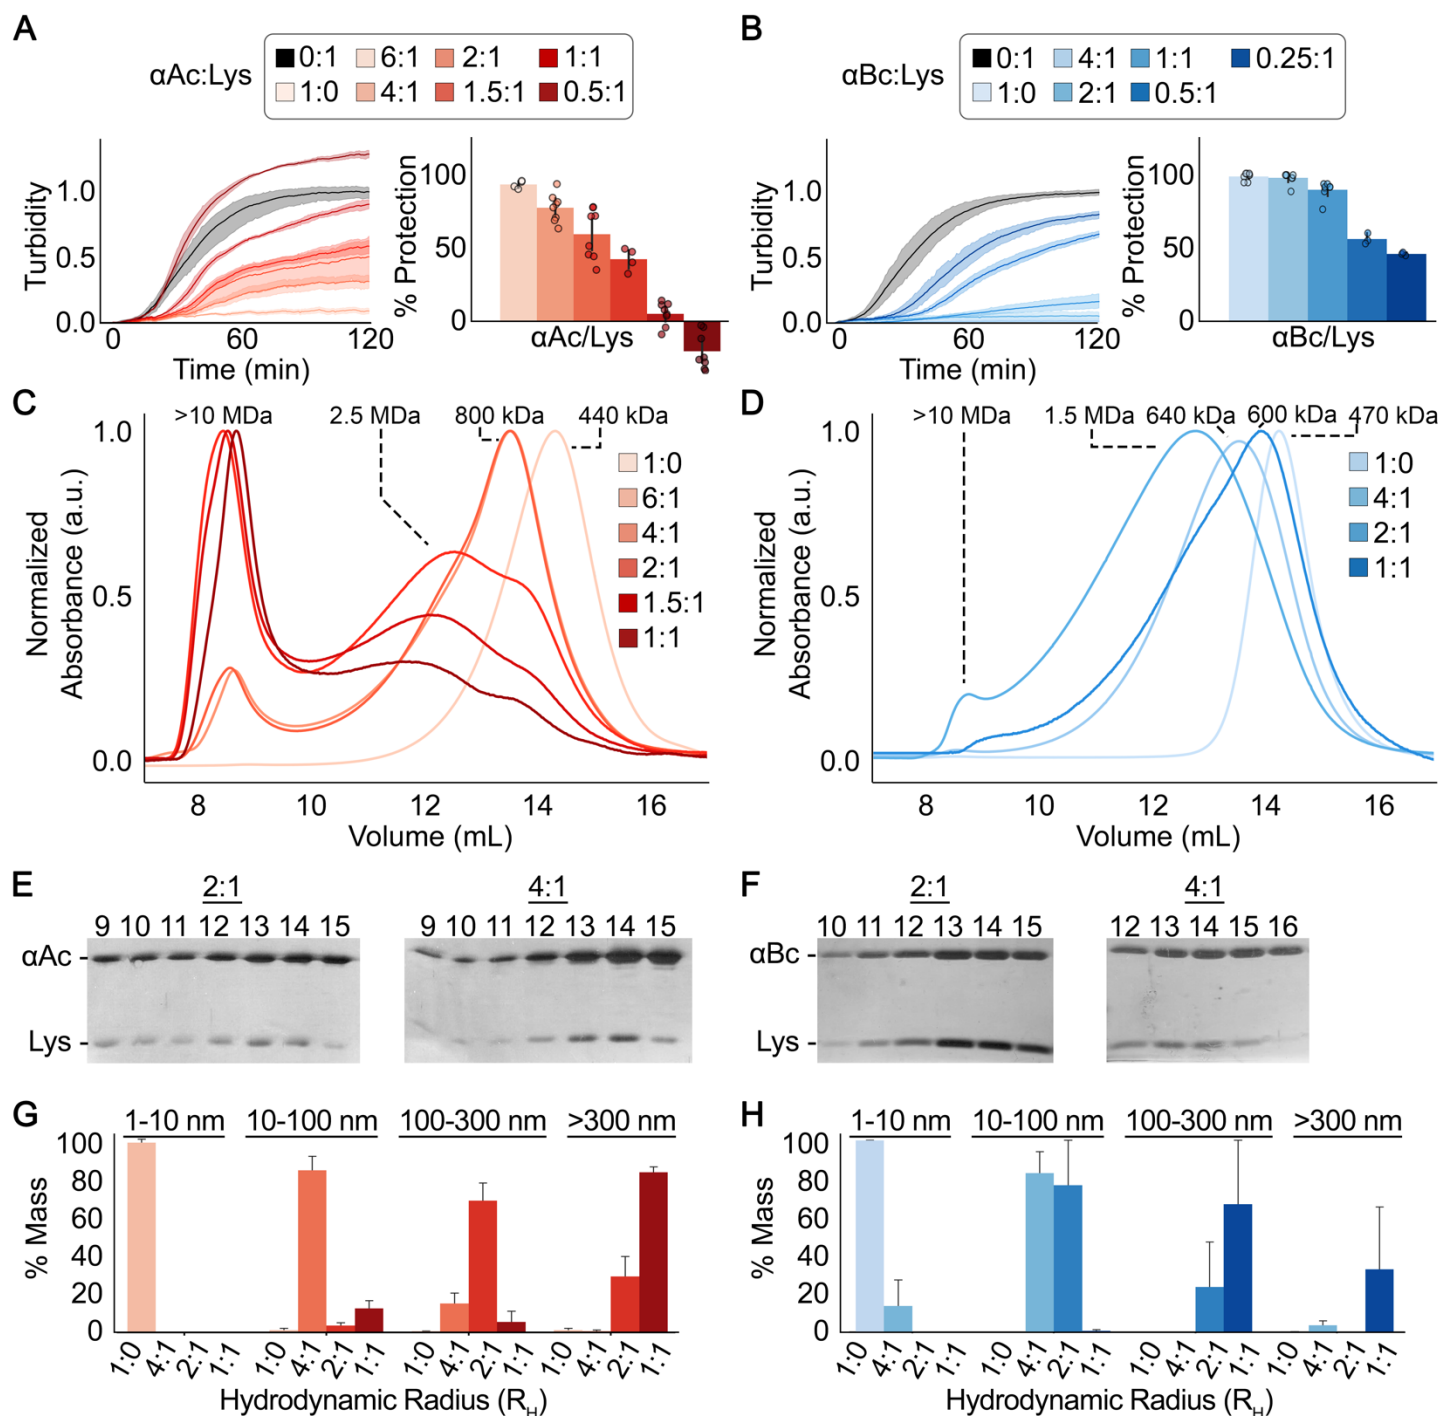 A
αAc:Lys
0:1 6:1 2:1 1:1
1:0 4:1 1.5:1 0.5:1
Turbidity
1.0
0.5
0.0
0 60 120
Time (min)
% Protection
100
50
0
αAc/Lys
B
αBc:Lys
0:1 4:1 1:1 0.25:1
1:0 2:1 0.5:1
Turbidity
1.0
0.5
0.0
0 60 120
Time (min)
% Protection
100
50
0
αBc/Lys
C
Normalized
Absorbance (a.u.)
1.0
0.5
0.0
>10 MDa 2.5 MDa 800 kDa 440 kDa
1:0
6:1
4:1
2:1
1.5:1
1:1
8 10 12 14 16
Volume (mL)
D
Normalized
Absorbance (a.u.)
1.0
0.5
0.0
>10 MDa 1.5 MDa 640 kDa 600 kDa 470 kDa
1:0
4:1
2:1
1:1
8 10 12 14 16
Volume (mL)
E
2:1 4:1
9 10 11 12 13 14 15 9 10 11 12 13 14 15
αAc -
Lys -
F
2:1 4:1
10 11 12 13 14 15 12 13 14 15 16
αBc -
Lys -
G
1-10 nm 10-100 nm 100-300 nm >300 nm
% Mass
100
80
60
40
20
0
1:0 4:1 2:1 1:1 1:0 4:1 2:1 1:1 1:0 4:1 2:1 1:1 1:0 4:1 2:1 1:1
Hydrodynamic Radius (RH)
H
1-10 nm 10-100 nm 100-300 nm >300 nm
% Mass
100
80
60
40
20
0
1:0 4:1 2:1 1:1 1:0 4:1 2:1 1:1 1:0 4:1 2:1 1:1 1:0 4:1 2:1 1:1
Hydrodynamic Radius (RH)